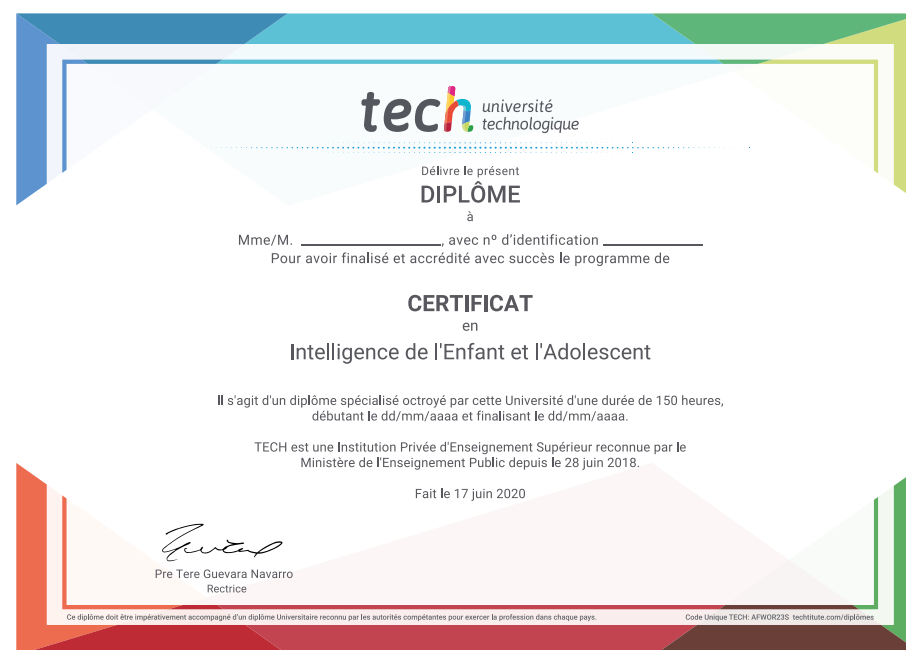 tech université
technologique
Délivre le présent
DIPLÔME
à
Mme/M. ____________________, avec nº d'identification ______________
Pour avoir finalisé et accrédité avec succès le programme de
CERTIFICAT
en
Intelligence de l'Enfant et l'Adolescent
Il s'agit d'un diplôme spécialisé octroyé par cette Université d'une durée de 150 heures,
débutant le dd/mm/aaaa et finalisant le dd/mm/aaaa.
TECH est une Institution Privée d'Enseignement Supérieur reconnue par le
Ministère de l'Enseignement Public depuis le 28 juin 2018.
Fait le 17 juin 2020
Pre Tere Guevara Navarro
Rectrice
Ce diplôme doit être impérativement accompagné d'un diplôme Universitaire reconnu par les autorités compétantes pour exercer la profession dans chaque pays.
Code Unique TECH: AFWOR23S techtitute.com/diplômes